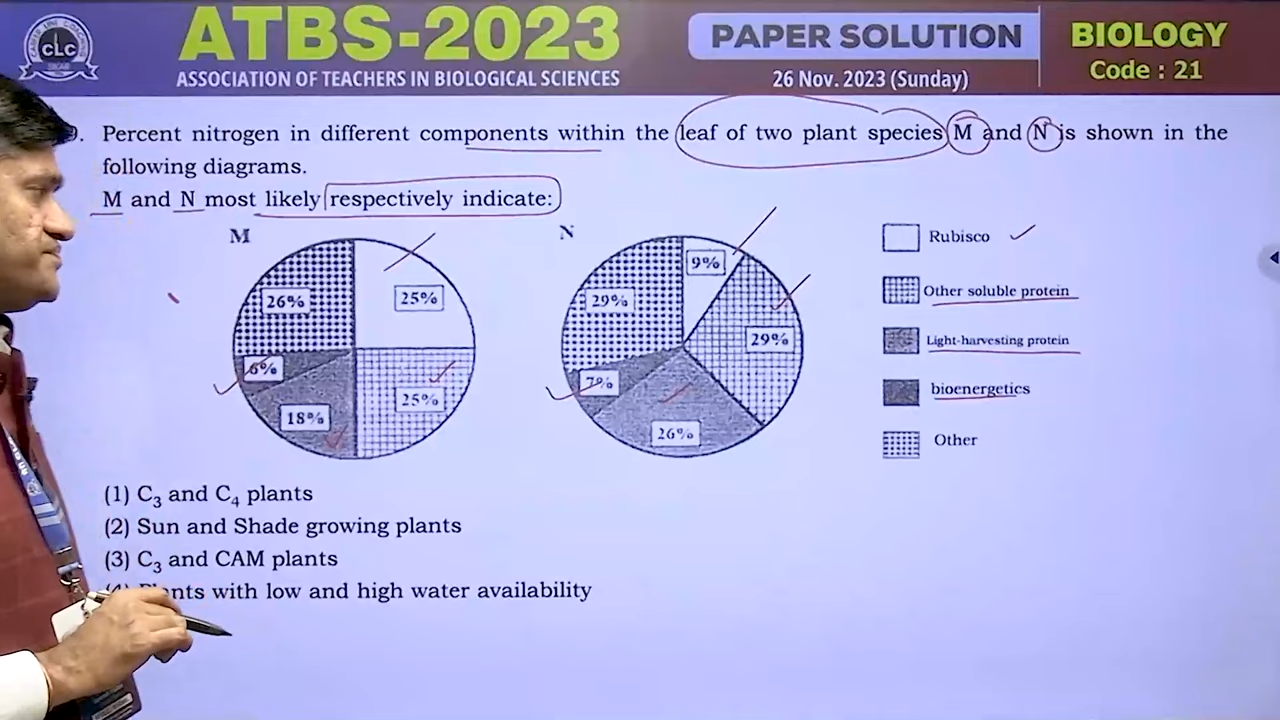 CLC
SIKAR
ATBS-2023
ASSOCIATION OF TEACHERS IN BIOLOGICAL SCIENCES
PAPER SOLUTION
26 Nov. 2023 (Sunday)
BIOLOGY
Code : 21
9. Percent nitrogen in different components within the leaf of two plant species M and N is shown in the
following diagrams.
M and N most likely respectively indicate:
M
26%
25%
6%
18%
25%
N
9%
29%
29%
7%
26%
Rubisco
Other soluble protein
Light-harvesting protein
bioenergetics
Other
(1) C₃ and C₄ plants
(2) Sun and Shade growing plants
(3) C₃ and CAM plants
(4) Plants with low and high water availability